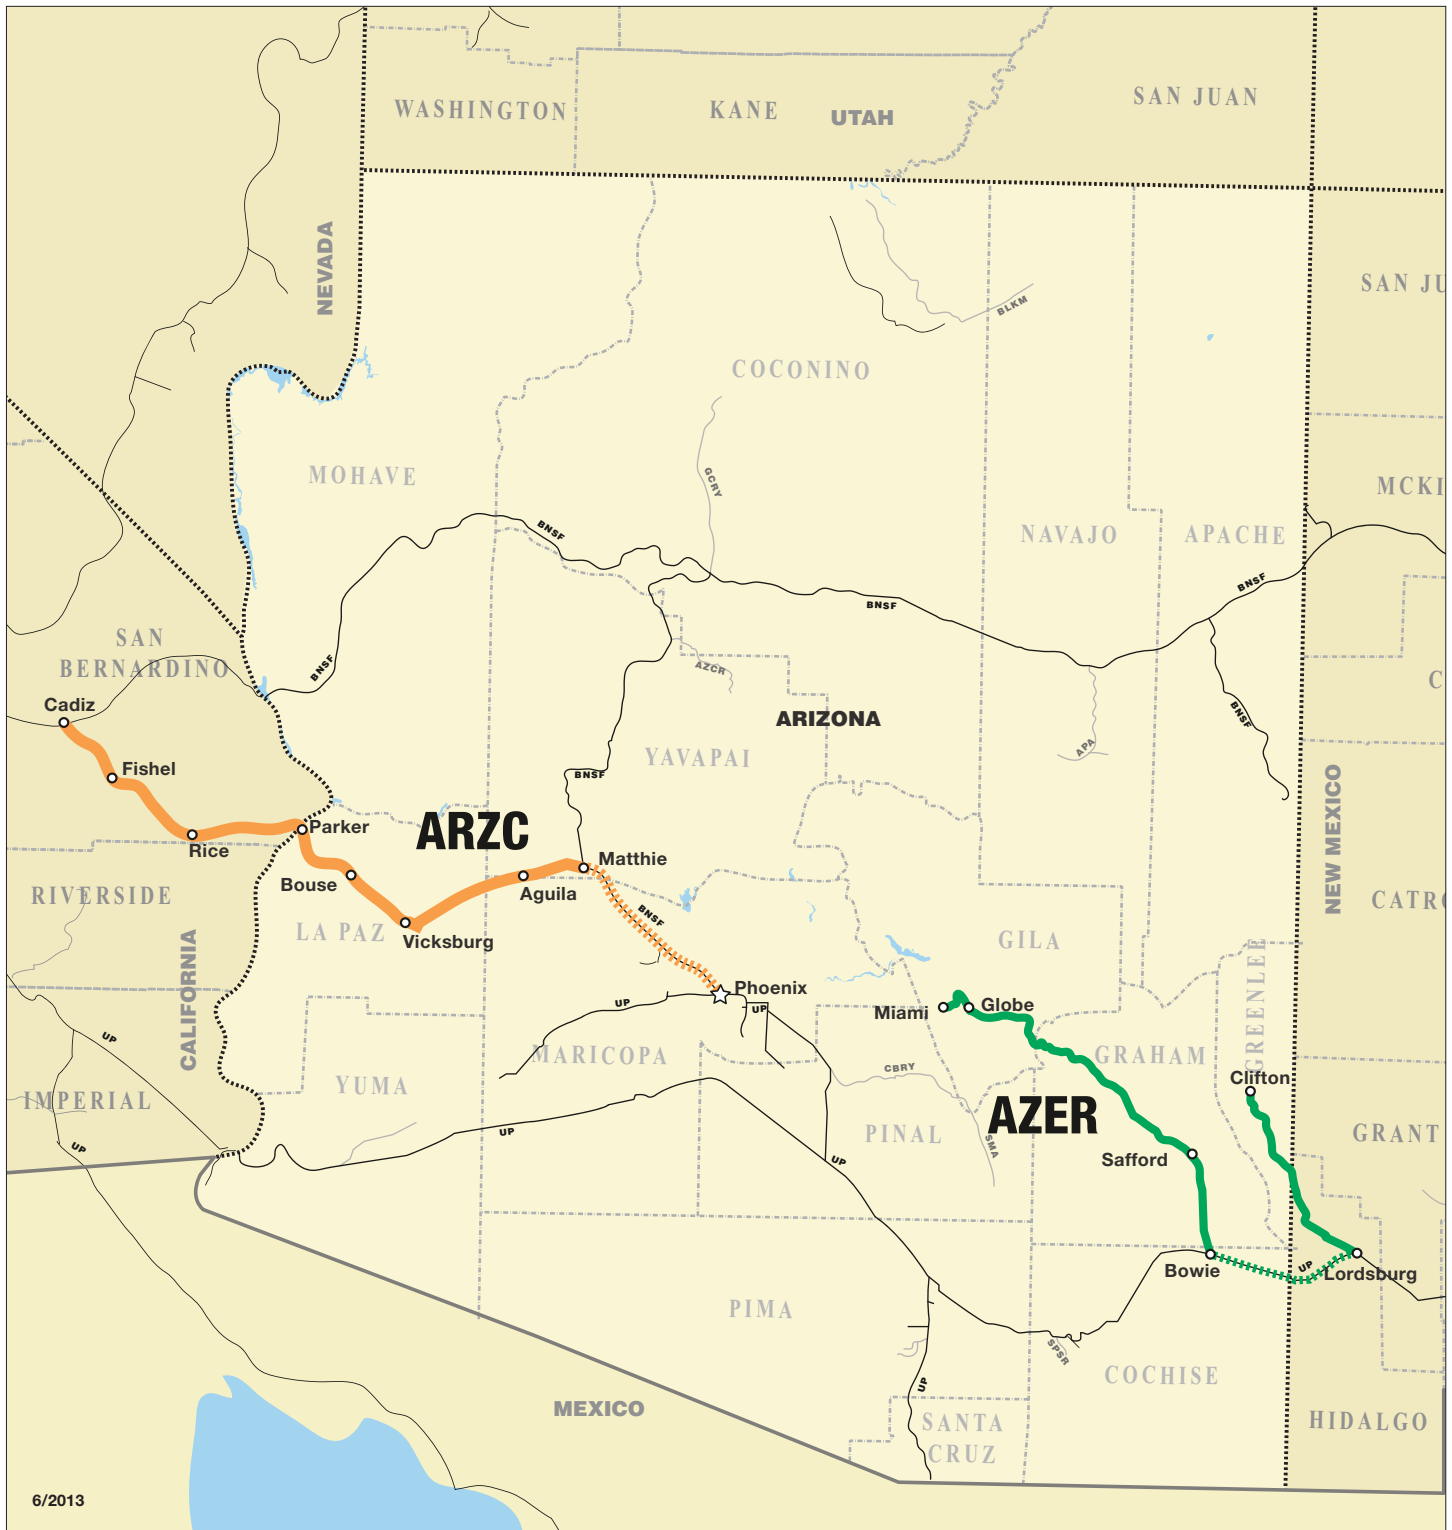 WASHINGTON
KANE
UTAH
SAN JUAN
NEVADA
SAN JU
BLKM
COCONINO
MOHAVE
GCRY
MCKI
BNSF
NAVAJO
APACHE
BNSF
BNSF
SAN
BERNARDINO
BNSF
AZCR
C
Cadiz
ARIZONA
BNSF
YAVAPAI
APA
Fishel
BNSF
NEW MEXICO
Parker
ARZC
Rice
Matthie
Bouse
Aguila
RIVERSIDE
CATRO
BNSF
LA PAZ
Vicksburg
GILA
CALIFORNIA
GREENLEE
Phoenix
UP
UP
Miami
Globe
UP
MARICOPA
GRAHAM
CBRY
YUMA
Clifton
IMPERIAL
AZER
UP
PINAL
SMA
GRANT
UP
UP
Safford
UP
Bowie
Lordsburg
PIMA
SPSR
COCHISE
UP
MEXICO
SANTA
CRUZ
HIDALGO
6/2013